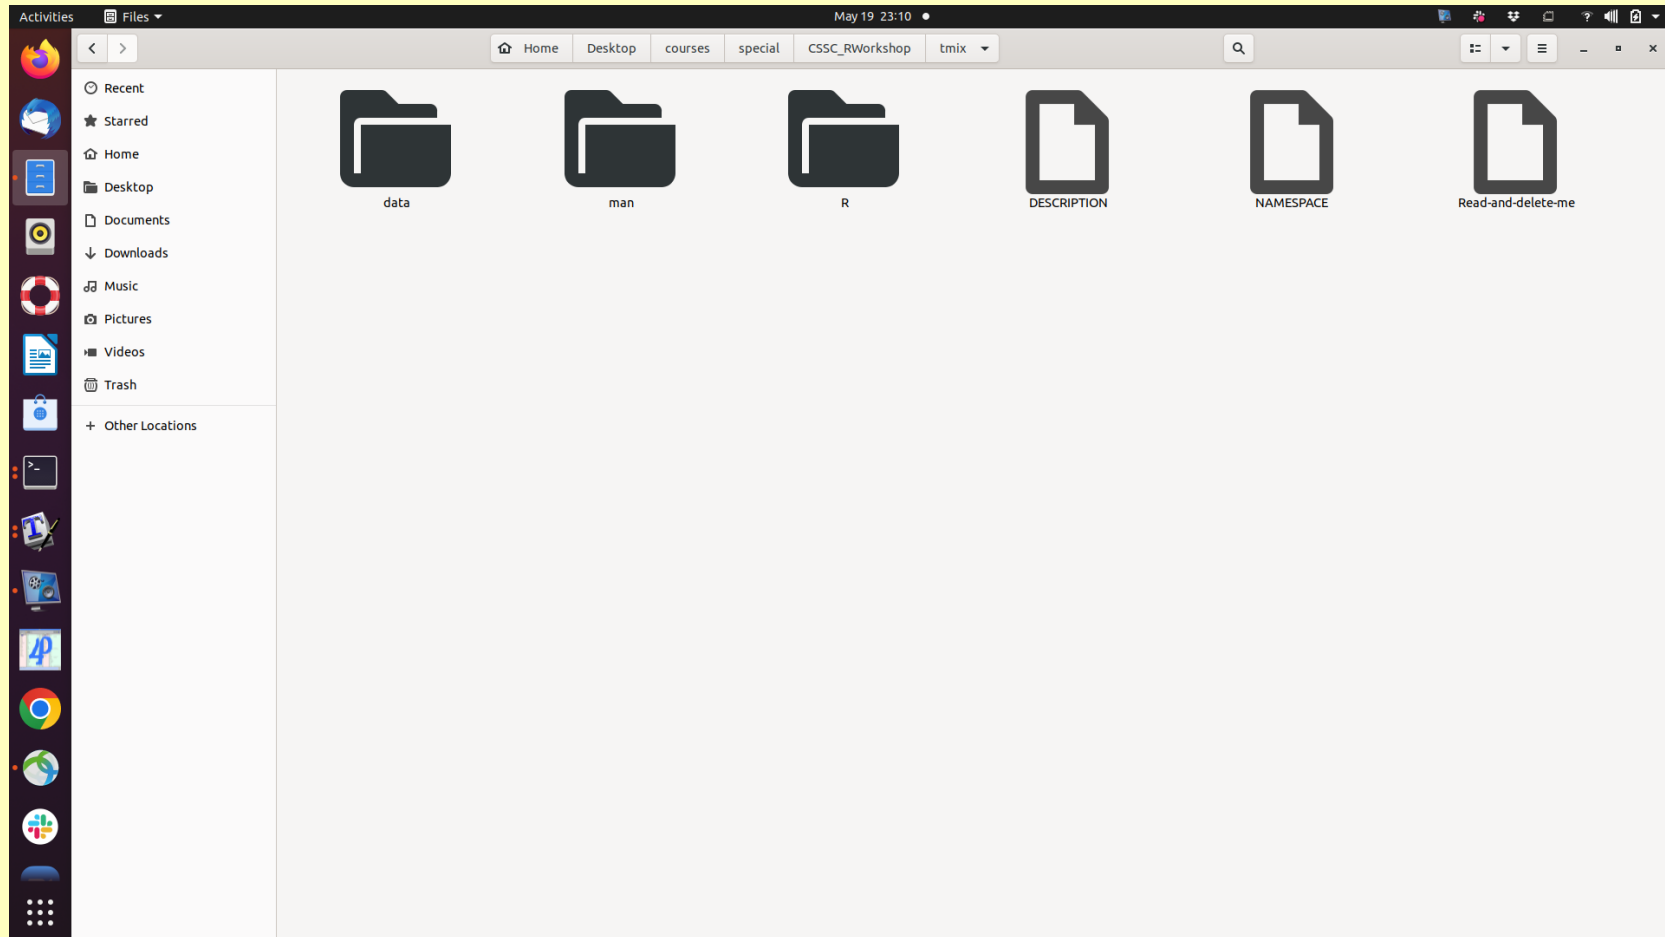 Activities
Files
May 19 23:10
Home
Desktop
courses
special
CSSC_RWorkshop
tmix
Recent
Starred
Home
Desktop
Documents
Downloads
Music
Pictures
Videos
Trash
+ Other Locations
data
man
R
DESCRIPTION
NAMESPACE
Read-and-delete-me
>_
T
4P
?